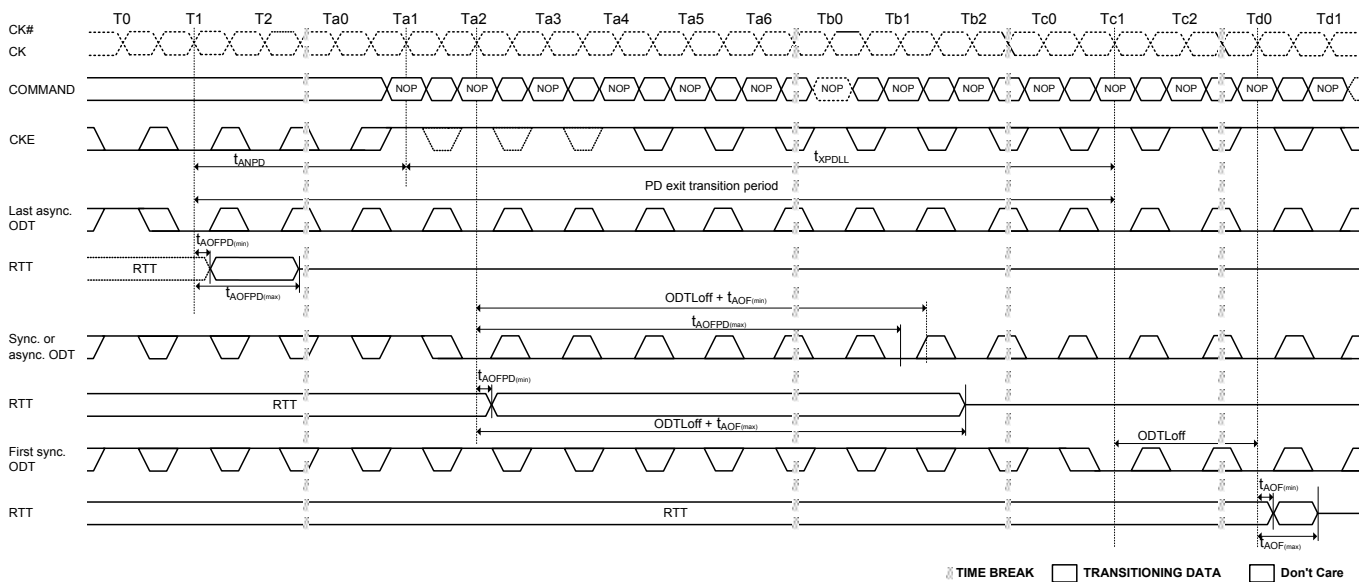 T0 T1 T2 Ta0 Ta1 Ta2 Ta3 Ta4 Ta5 Ta6 Tb0 Tb1 Tb2 Tc0 Tc1 Tc2 Td0 Td1
CK#
CK
COMMAND NOP NOP NOP NOP NOP NOP NOP NOP NOP NOP NOP NOP NOP NOP
CKE
tANPD tXPDLL
PD exit transition period
Last async.
ODT
tAOFPD(min)
RTT RTT
tAOFPD(max)
ODTLoff + tAOF(min)
tAOFPD(max)
Sync. or
async. ODT
tAOFPD(min)
RTT RTT
ODTLoff + tAOF(max)
ODTLoff
First sync.
ODT
tAOF(min)
RTT RTT
tAOF(max)
TIME BREAK TRANSITIONING DATA Don't Care